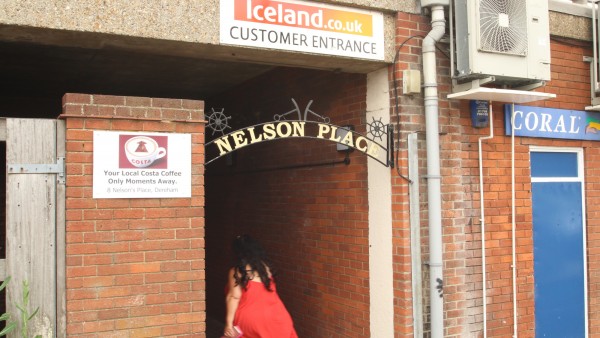 Iceland.co.uk
CUSTOMER ENTRANCE
NELSON PLACE
COSTA
Your Local Costa Coffee
Only Moments Away.
8 Nelson's Place, Dereham
CORAL